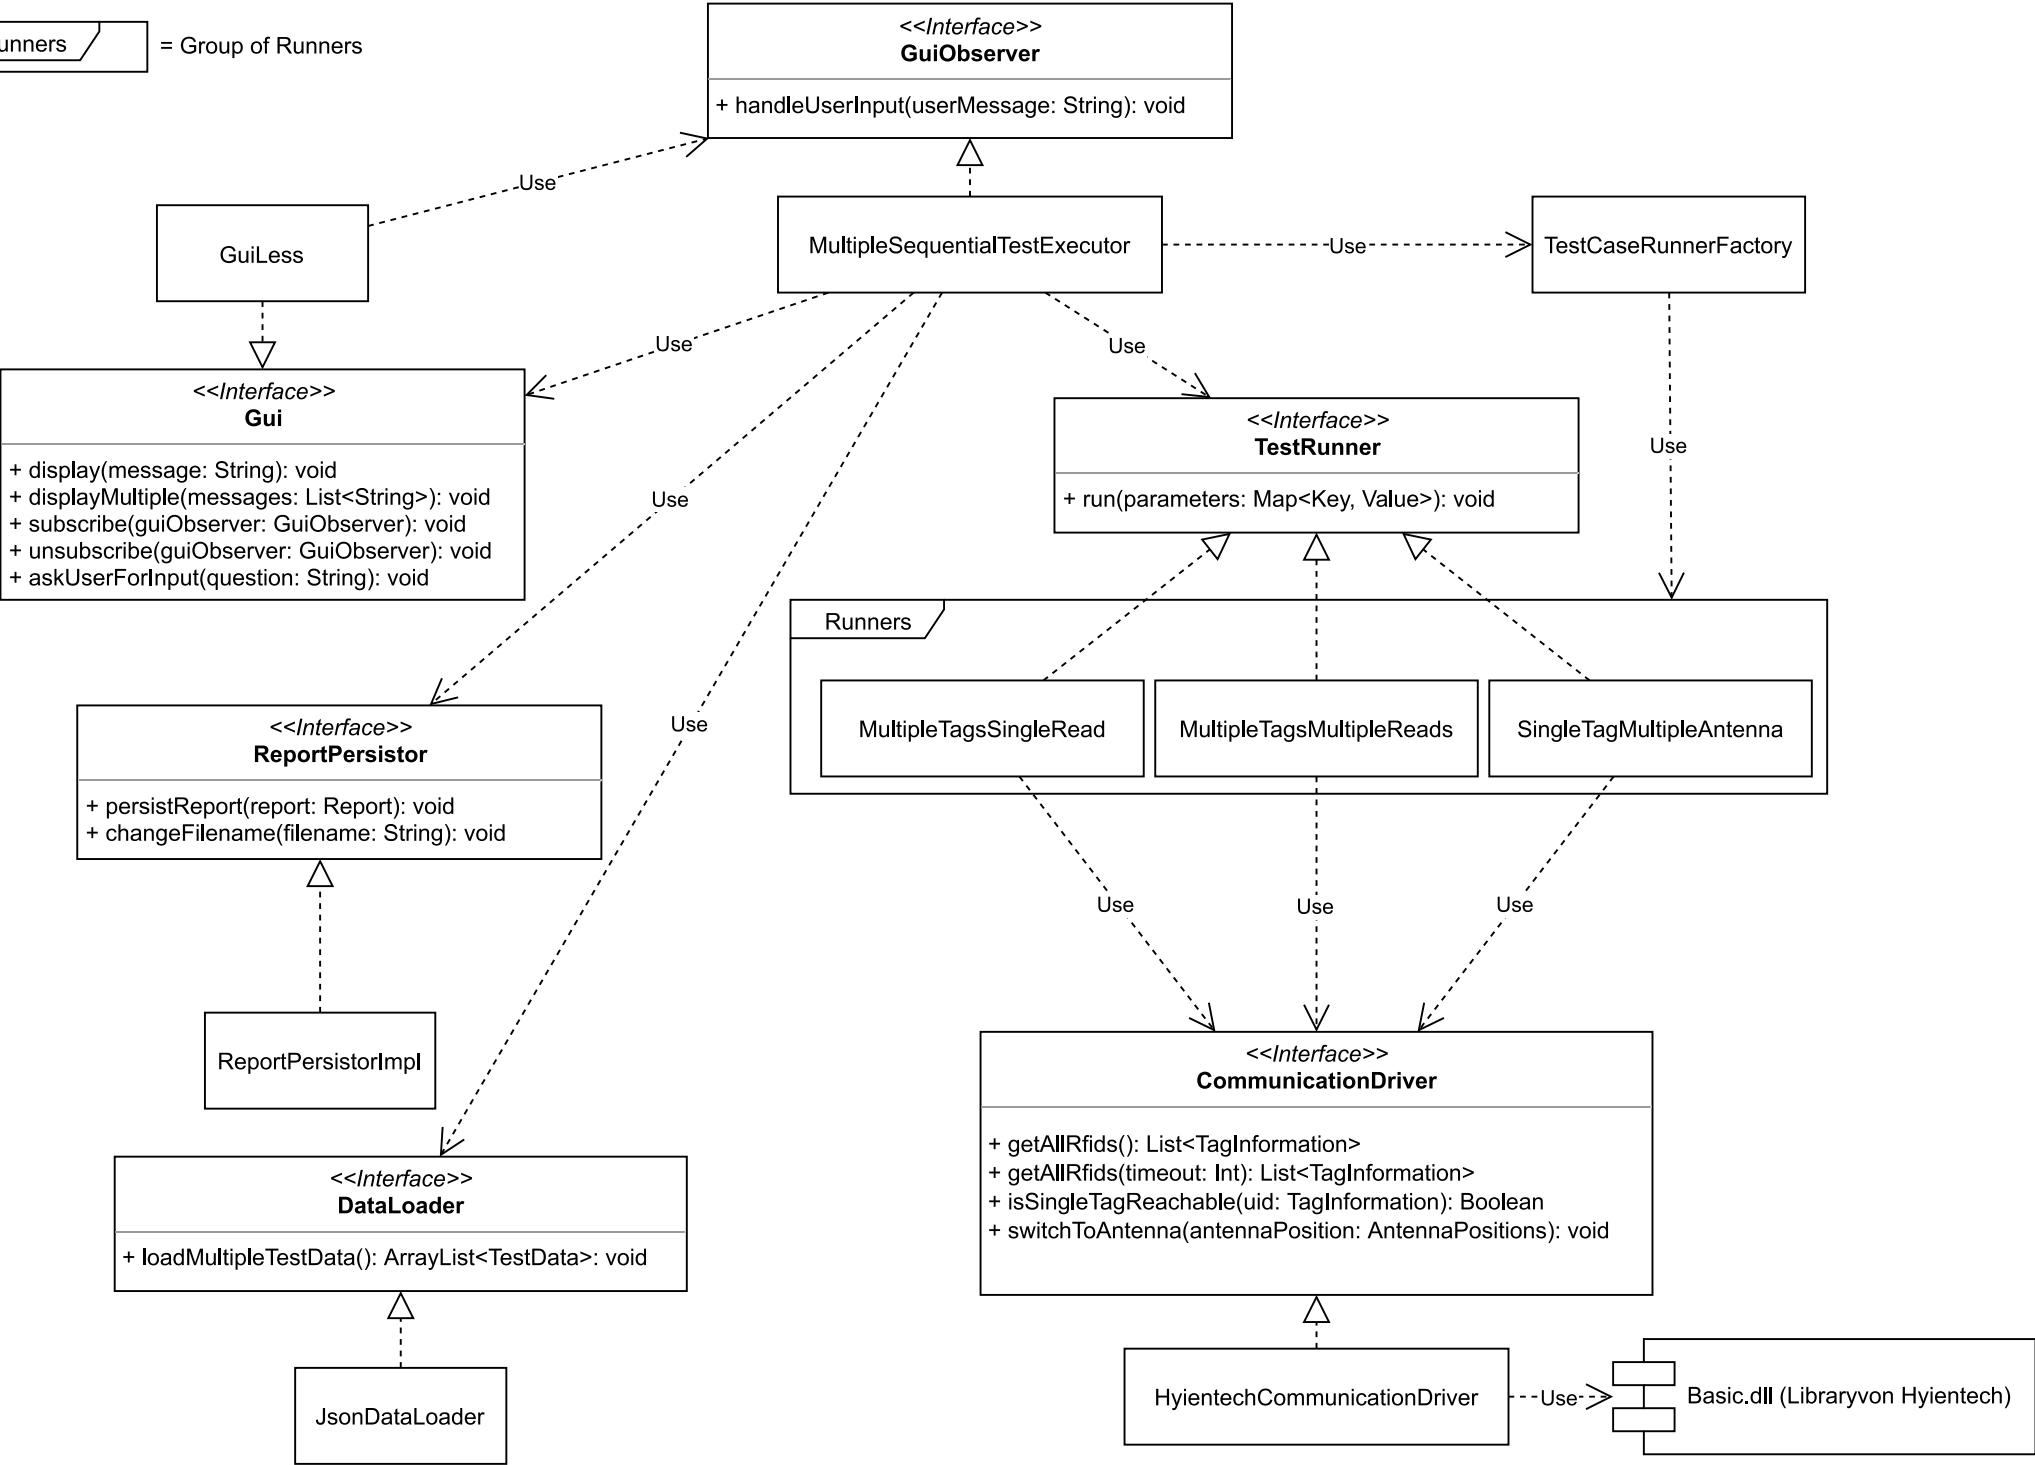 unners
= Group of Runners
<<Interface>>
GuiObserver
+ handleUserInput(userMessage: String): void
Use
GuiLess
MultipleSequentialTestExecutor
Use
TestCaseRunnerFactory
Use
Use
Use
<<Interface>>
Gui
+ display(message: String): void
+ displayMultiple(messages: List<String>): void
+ subscribe(guiObserver: GuiObserver): void
+ unsubscribe(guiObserver: GuiObserver): void
+ askUserForInput(question: String): void
<<Interface>>
TestRunner
+ run(parameters: Map<Key, Value>): void
Use
Use
Runners
MultipleTagsSingleRead
MultipleTagsMultipleReads
SingleTagMultipleAntenna
<<Interface>>
ReportPersistor
+ persistReport(report: Report): void
+ changeFilename(filename: String): void
Use
Use
Use
ReportPersistorImpl
<<Interface>>
CommunicationDriver
+ getAllRfids(): List<TagInformation>
+ getAllRfids(timeout: Int): List<TagInformation>
+ isSingleTagReachable(uid: TagInformation): Boolean
+ switchToAntenna(antennaPosition: AntennaPositions): void
<<Interface>>
DataLoader
+ loadMultipleTestData(): ArrayList<TestData>: void
JsonDataLoader
HyientechCommunicationDriver
Use
Basic.dll (Libraryvon Hyientech)